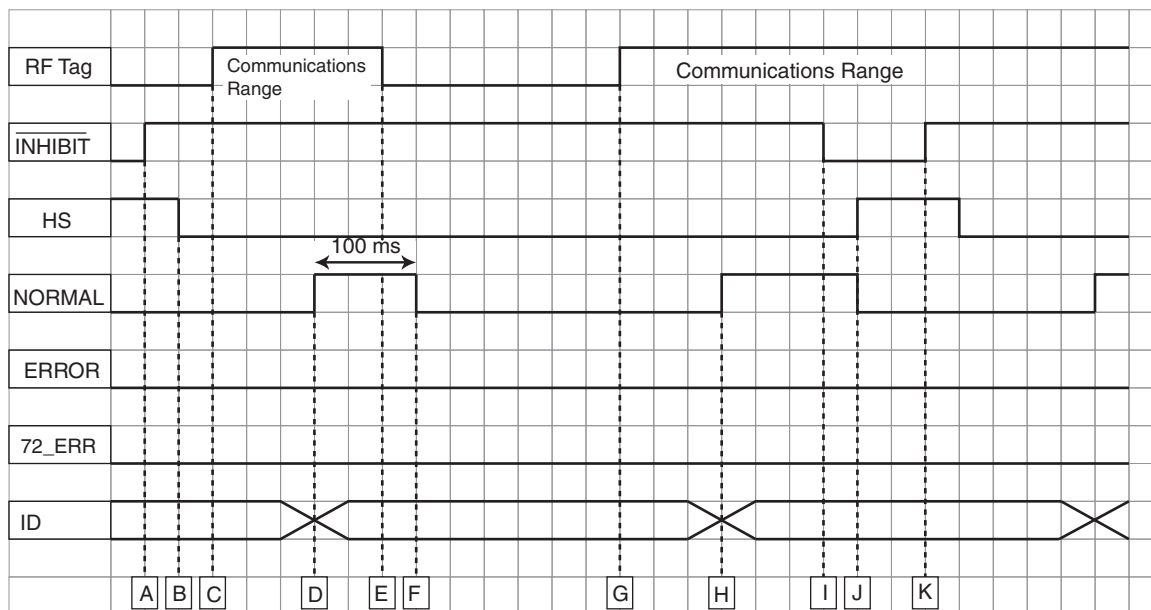 RF Tag
Communications
Range
Communications Range
INHIBIT
HS
100 ms
NORMAL
ERROR
72_ERR
ID
A B C D E F G H I J K